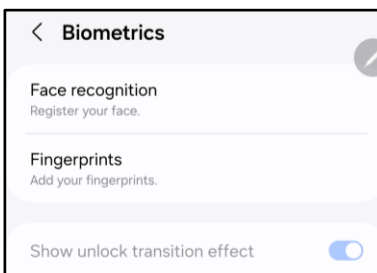 Biometrics
Face recognition
Register your face.
Fingerprints
Add your fingerprints.
Show unlock transition effect